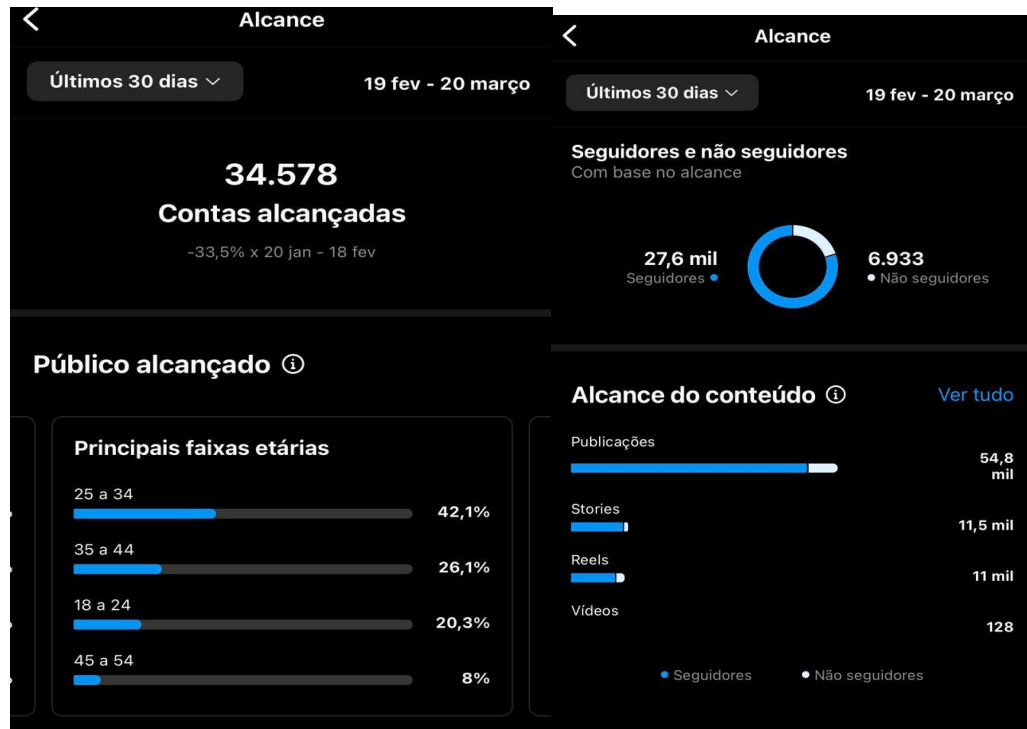 Alcance
Últimos 30 dias
19 fev - 20 março
34.578
Contas alcançadas
-33,5% x 20 jan - 18 fev
Público alcançado
Principais faixas etárias
25 a 34
42,1%
35 a 44
26,1%
18 a 24
20,3%
45 a 54
8%
Alcance
Últimos 30 dias
19 fev - 20 março
Seguidores e não seguidores
Com base no alcance
27,6 mil
Seguidores
6.933
Não seguidores
Alcance do conteúdo
Ver tudo
Publicações
54,8
mil
Stories
11,5 mil
Reels
11 mil
Vídeos
128
Seguidores
Não seguidores